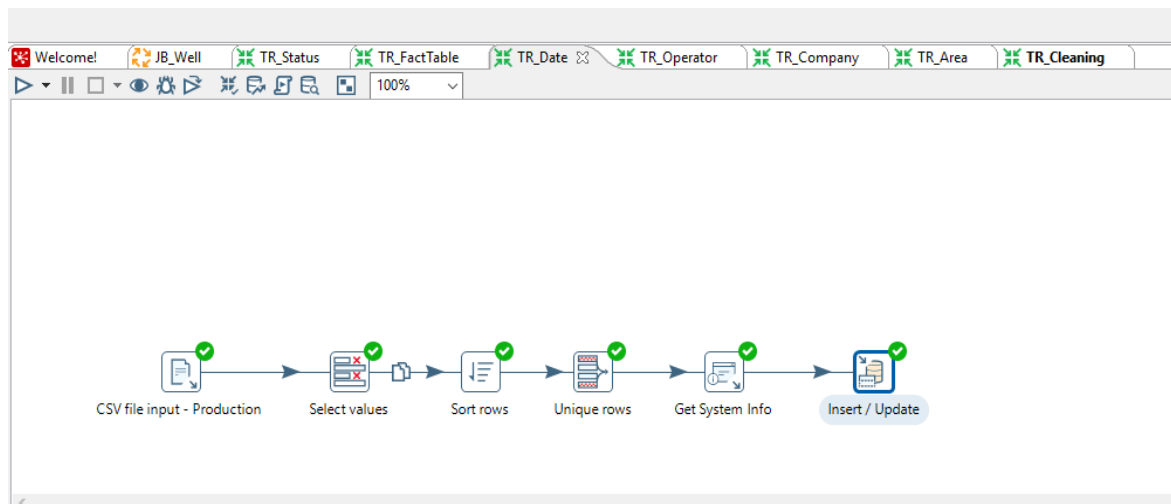 Welcome! JB_Well TR_Status TR_FactTable TR_Date TR_Operator TR_Company TR_Area TR_Cleaning
100%
CSV file input - Production Select values Sort rows Unique rows Get System Info Insert / Update